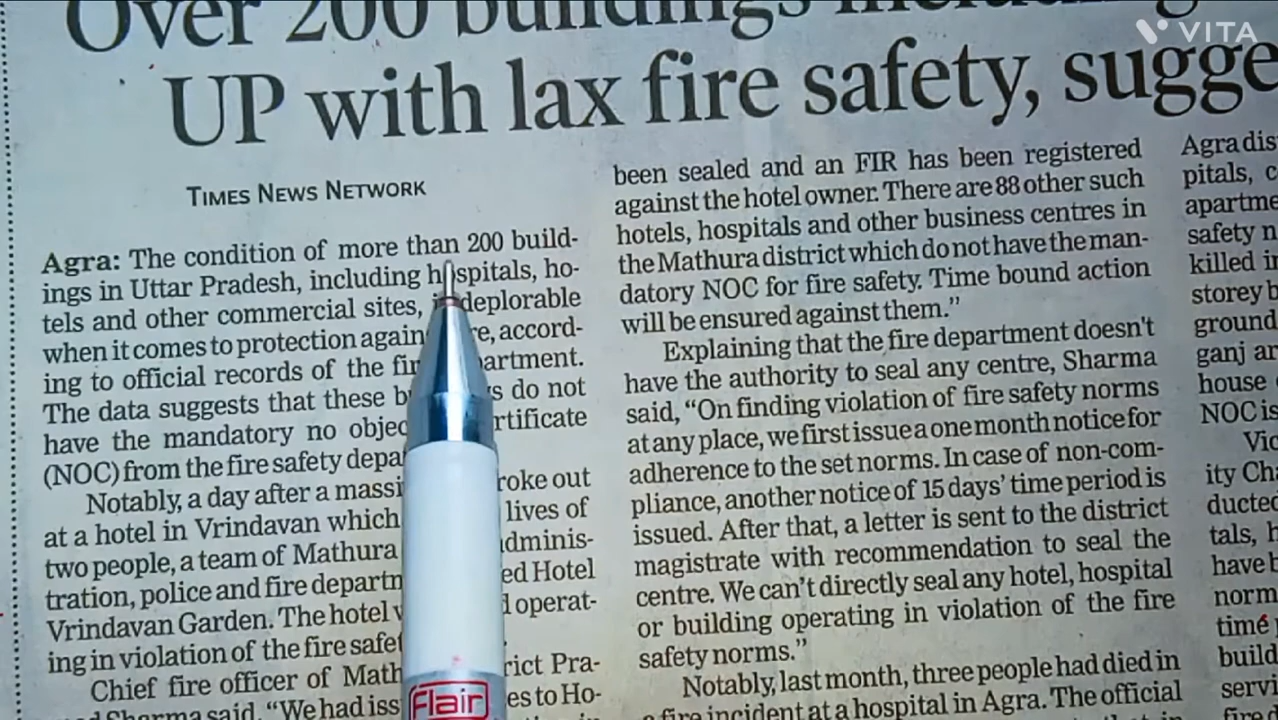 VITA
Over 200 buildings including
UP with lax fire safety, sugge
TIMES NEWS NETWORK
Agra: The condition of more than 200 build-
ings in Uttar Pradesh, including hospitals, ho-
tels and other commercial sites, deplorable
when it comes to protection again e, accord-
ing to official records of the fir artment.
The data suggests that these b s do not
have the mandatory no objec rtificate
(NOC) from the fire safety depa
Notably, a day after a massi roke out
at a hotel in Vrindavan which lives of
two people, a team of Mathura dminis-
tration, police and fire departn ed Hotel
Vrindavan Garden. The hotel operat-
ing in violation of the fire safet
Chief fire officer of Math rict Pra-
Sharma said, "We had iss es to Ho-
been sealed and an FIR has been registered
against the hotel owner. There are 88 other such
hotels, hospitals and other business centres in
the Mathura district which do not have the man-
datory NOC for fire safety. Time bound action
will be ensured against them."
Explaining that the fire department doesn't
have the authority to seal any centre, Sharma
said, "On finding violation of fire safety norms
at any place, we first issue a one month notice for
adherence to the set norms. In case of non-com-
pliance, another notice of 15 days' time period is
issued. After that, a letter is sent to the district
magistrate with recommendation to seal the
centre. We can't directly seal any hotel, hospital
or building operating in violation of the fire
safety norms."
Notably, last month, three people had died in
a fire incident at a hospital in Agra. The official
Agra dis
pitals, c
apartme
safety n
killed in
storey b
ground
ganj an
house
NOC is
Vic
ity Cha
ducted
tals, h
have b
norm
time
build
servi
Flair